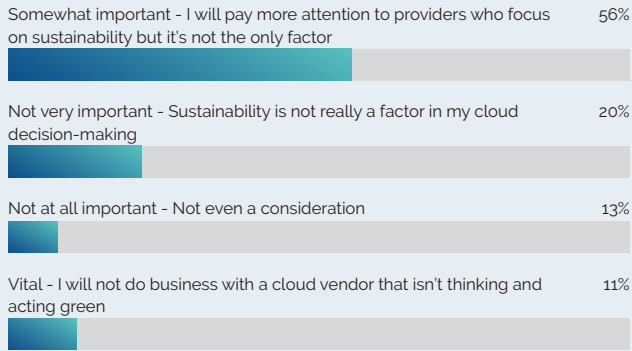 Somewhat important - I will pay more attention to providers who focus 56%
on sustainability but it's not the only factor
Not very important - Sustainability is not really a factor in my cloud 20%
decision-making
Not at all important - Not even a consideration 13%
Vital - I will not do business with a cloud vendor that isn't thinking and 11%
acting green